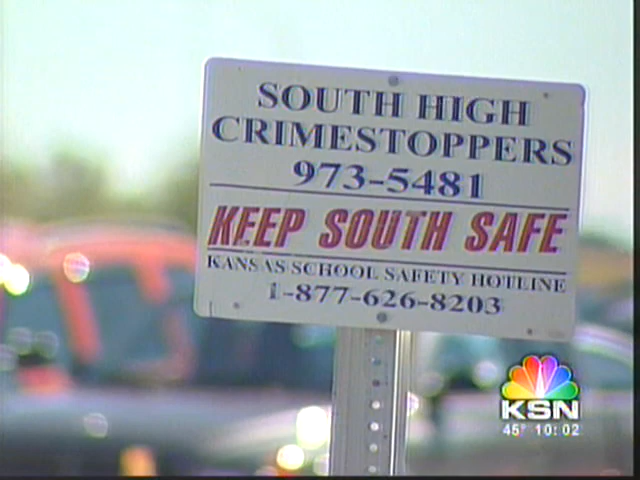 SOUTH HIGH
CRIMESTOPPERS
973-5481
KEEP SOUTH SAFE
KANSAS SCHOOL SAFETY HOTLINE
1-877-626-8203
KSN
45° 10:02